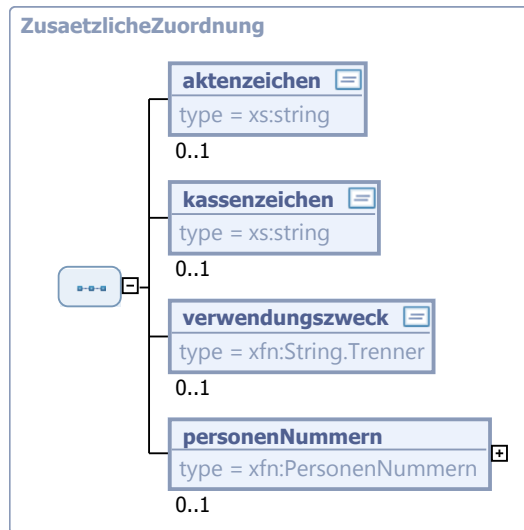 ZusaetzlicheZuordnung
aktenzeichen
type = xs:string
0..1
kassenzeichen
type = xs:string
0..1
verwendungszweck
type = xfn:String.Trenner
0..1
personenNummern
type = xfn:PersonenNummern
0..1